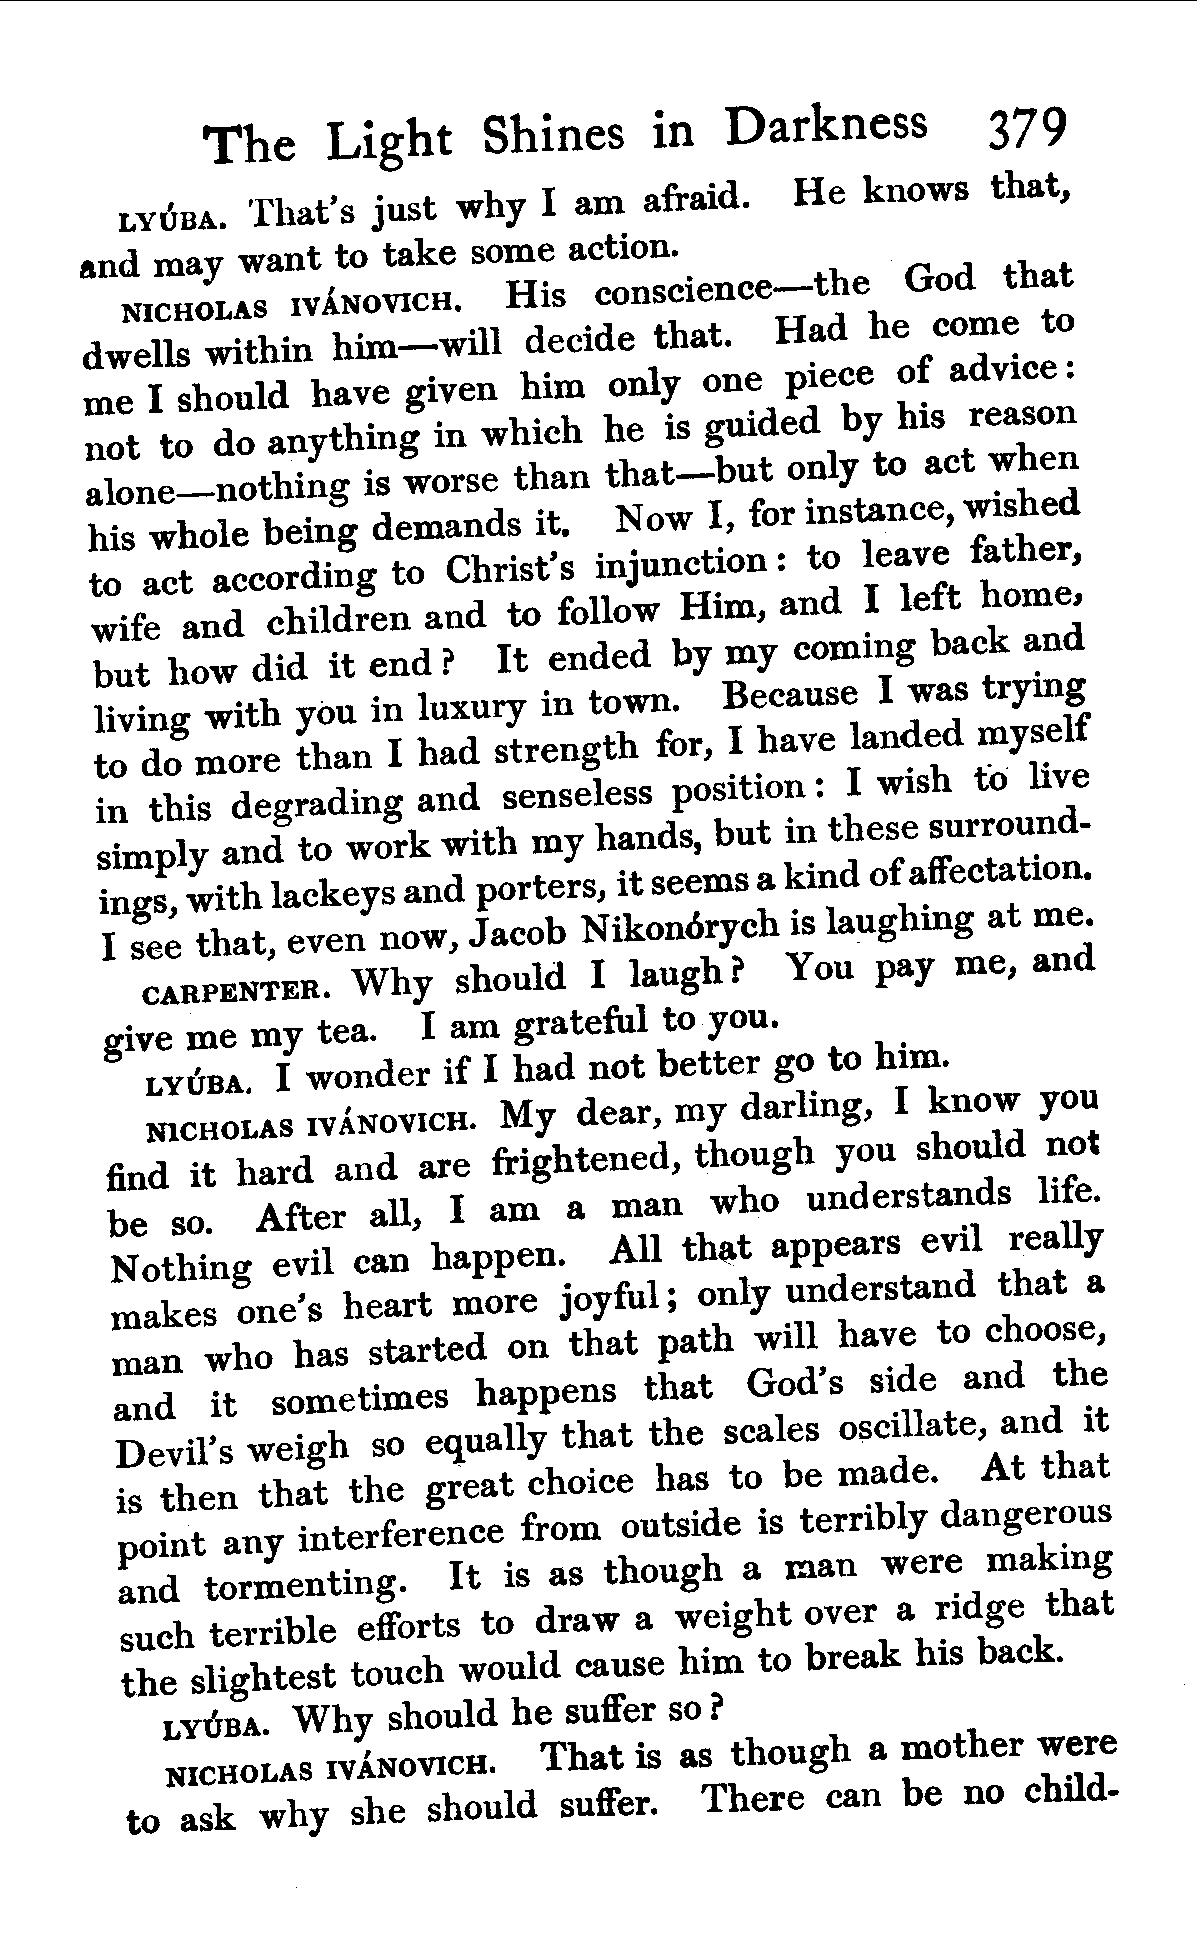 The Light Shines in Darkness 379
LYÚBA. That's just why I am afraid. He knows that,
and may want to take some action.
NICHOLAS IVÁNOVICH. His conscience—the God that
dwells within him—will decide that. Had he come to
me I should have given him only one piece of advice:
not to do anything in which he is guided by his reason
alone—nothing is worse than that—but only to act when
his whole being demands it. Now I, for instance, wished
to act according to Christ's injunction: to leave father,
wife and children and to follow Him, and I left home,
but how did it end? It ended by my coming back and
living with you in luxury in town. Because I was trying
to do more than I had strength for, I have landed myself
in this degrading and senseless position: I wish to live
simply and to work with my hands, but in these surround-
ings, with lackeys and porters, it seems a kind of affectation.
I see that, even now, Jacob Nikonórych is laughing at me.
CARPENTER. Why should I laugh? You pay me, and
give me my tea. I am grateful to you.
LYÚBA. I wonder if I had not better go to him.
NICHOLAS IVÁNOVICH. My dear, my darling, I know you
find it hard and are frightened, though you should not
be so. After all, I am a man who understands life.
Nothing evil can happen. All that appears evil really
makes one's heart more joyful; only understand that a
man who has started on that path will have to choose,
and it sometimes happens that God's side and the
Devil's weigh so equally that the scales oscillate, and it
is then that the great choice has to be made. At that
point any interference from outside is terribly dangerous
and tormenting. It is as though a man were making
such terrible efforts to draw a weight over a ridge that
the slightest touch would cause him to break his back.
LYÚBA. Why should he suffer so?
NICHOLAS IVÁNOVICH. That is as though a mother were
to ask why she should suffer. There can be no child-